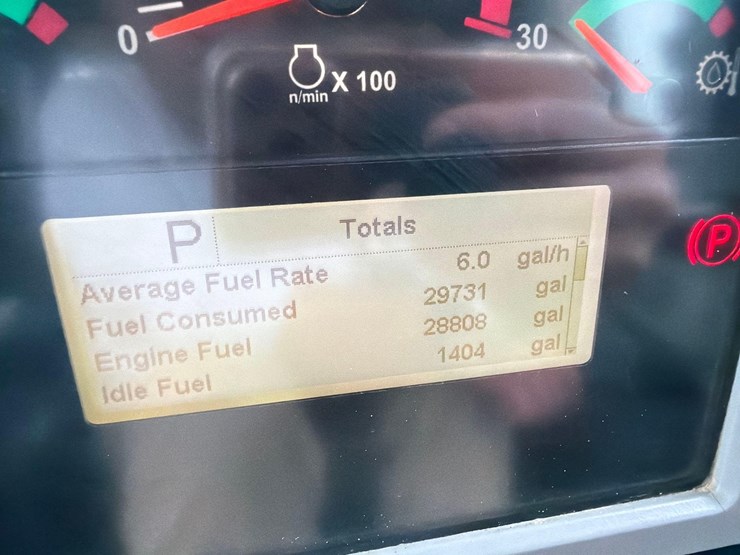 0
30
X 100
n/min
P
P Totals
Average Fuel Rate 6.0 gal/h
Fuel Consumed 29731 gal
Engine Fuel 28808 gal
Idle Fuel 1404 gal